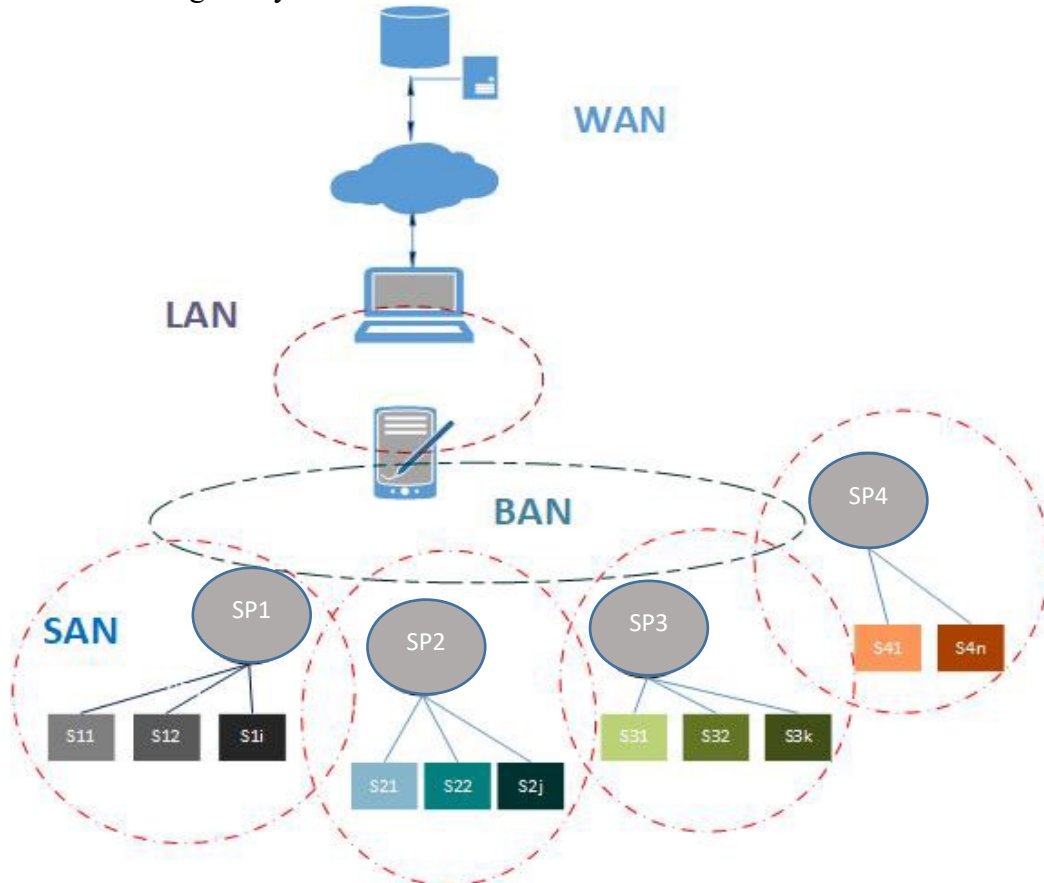 WAN
LAN
BAN
SP4
SP1
SP2
SP3
SAN
S41 S4n
S11 S12 S1i
S31 S32 S3k
S21 S22 S2j